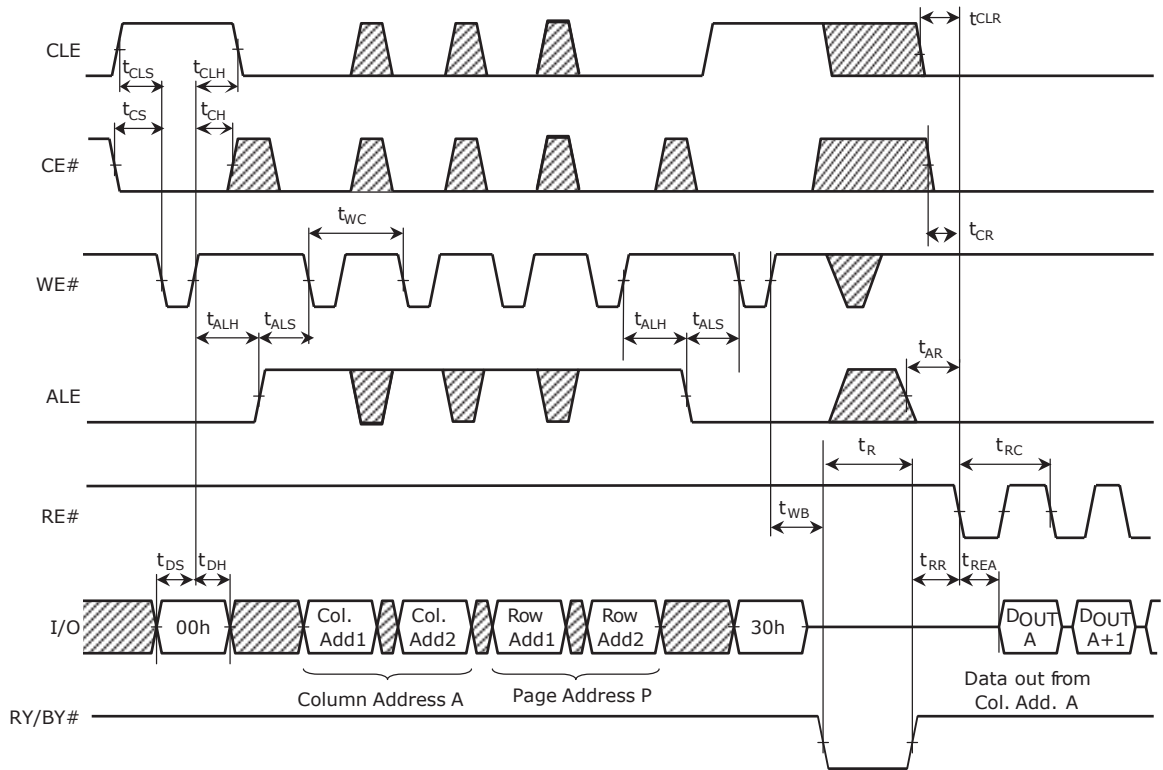 CLE
tCLS
tCLH
tCLR
tCS
tCH
CE#
tCR
tWC
WE#
tALH
tALS
tALH
tALS
tAR
ALE
tR
tRC
RE#
tWB
tDS
tDH
tRR
tREA
I/O
00h
Col. Add1
Col. Add2
Row Add1
Row Add2
30h
DOUT A
DOUT A+1
Column Address A
Page Address P
Data out from
Col. Add. A
RY/BY#